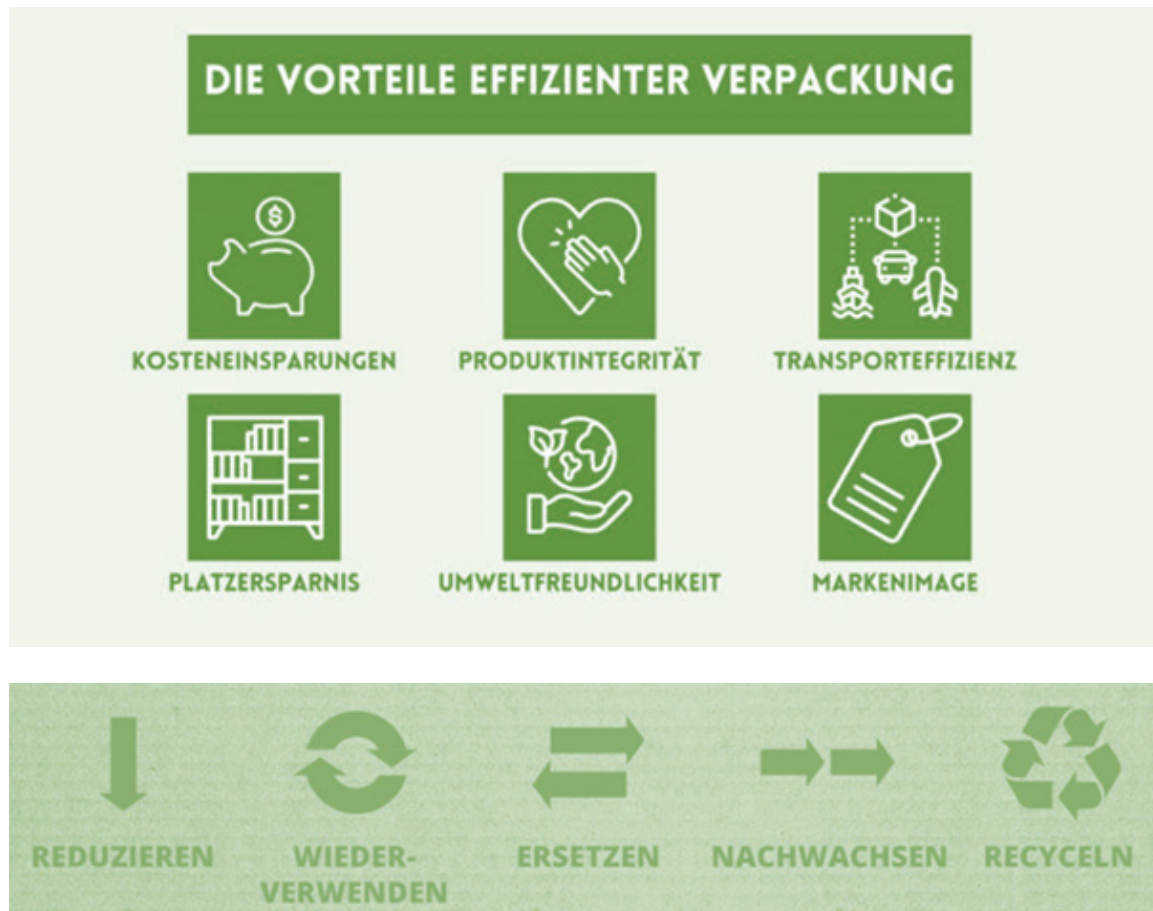 DIE VORTEILE EFFIZIENTER VERPACKUNG
$
KOSTENEINSPARUNGEN
PRODUKTINTEGRITÄT
TRANSPORTEFFIZIENZ
PLATZERSPARNIS
UMWELTFREUNDLICHKEIT
MARKENIMAGE
REDUZIEREN
WIEDER-
VERWENDEN
ERSETZEN
NACHWACHSEN
RECYCELN